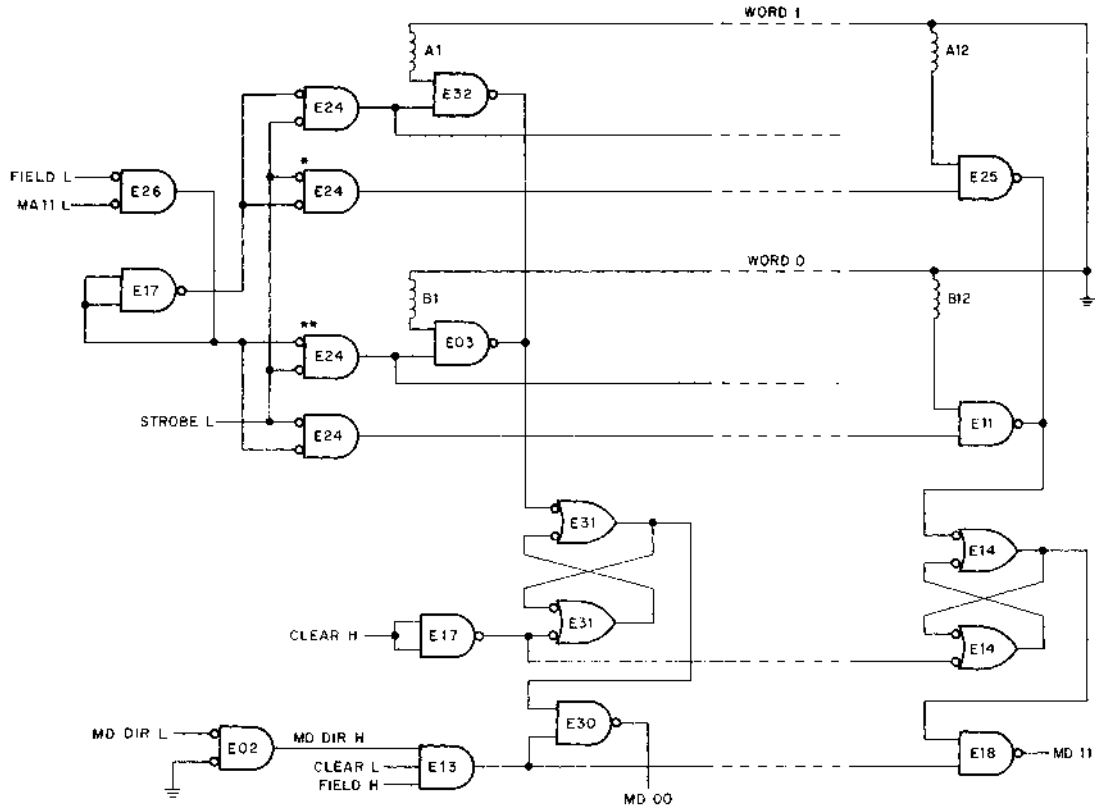 WORD 1
A1
A12
E32
E24
*
FIELD L
E26
E24
E25
MA11 L
WORD 0
E17
B1
B12
**
E24
E03
STROBE L
E24
E11
E31
E14
CLEAR H
E17
E31
E14
E30
MD DIR L
MD DIR H
E02
E18
MD 11
CLEAR L
E13
FIELD H
MD 00